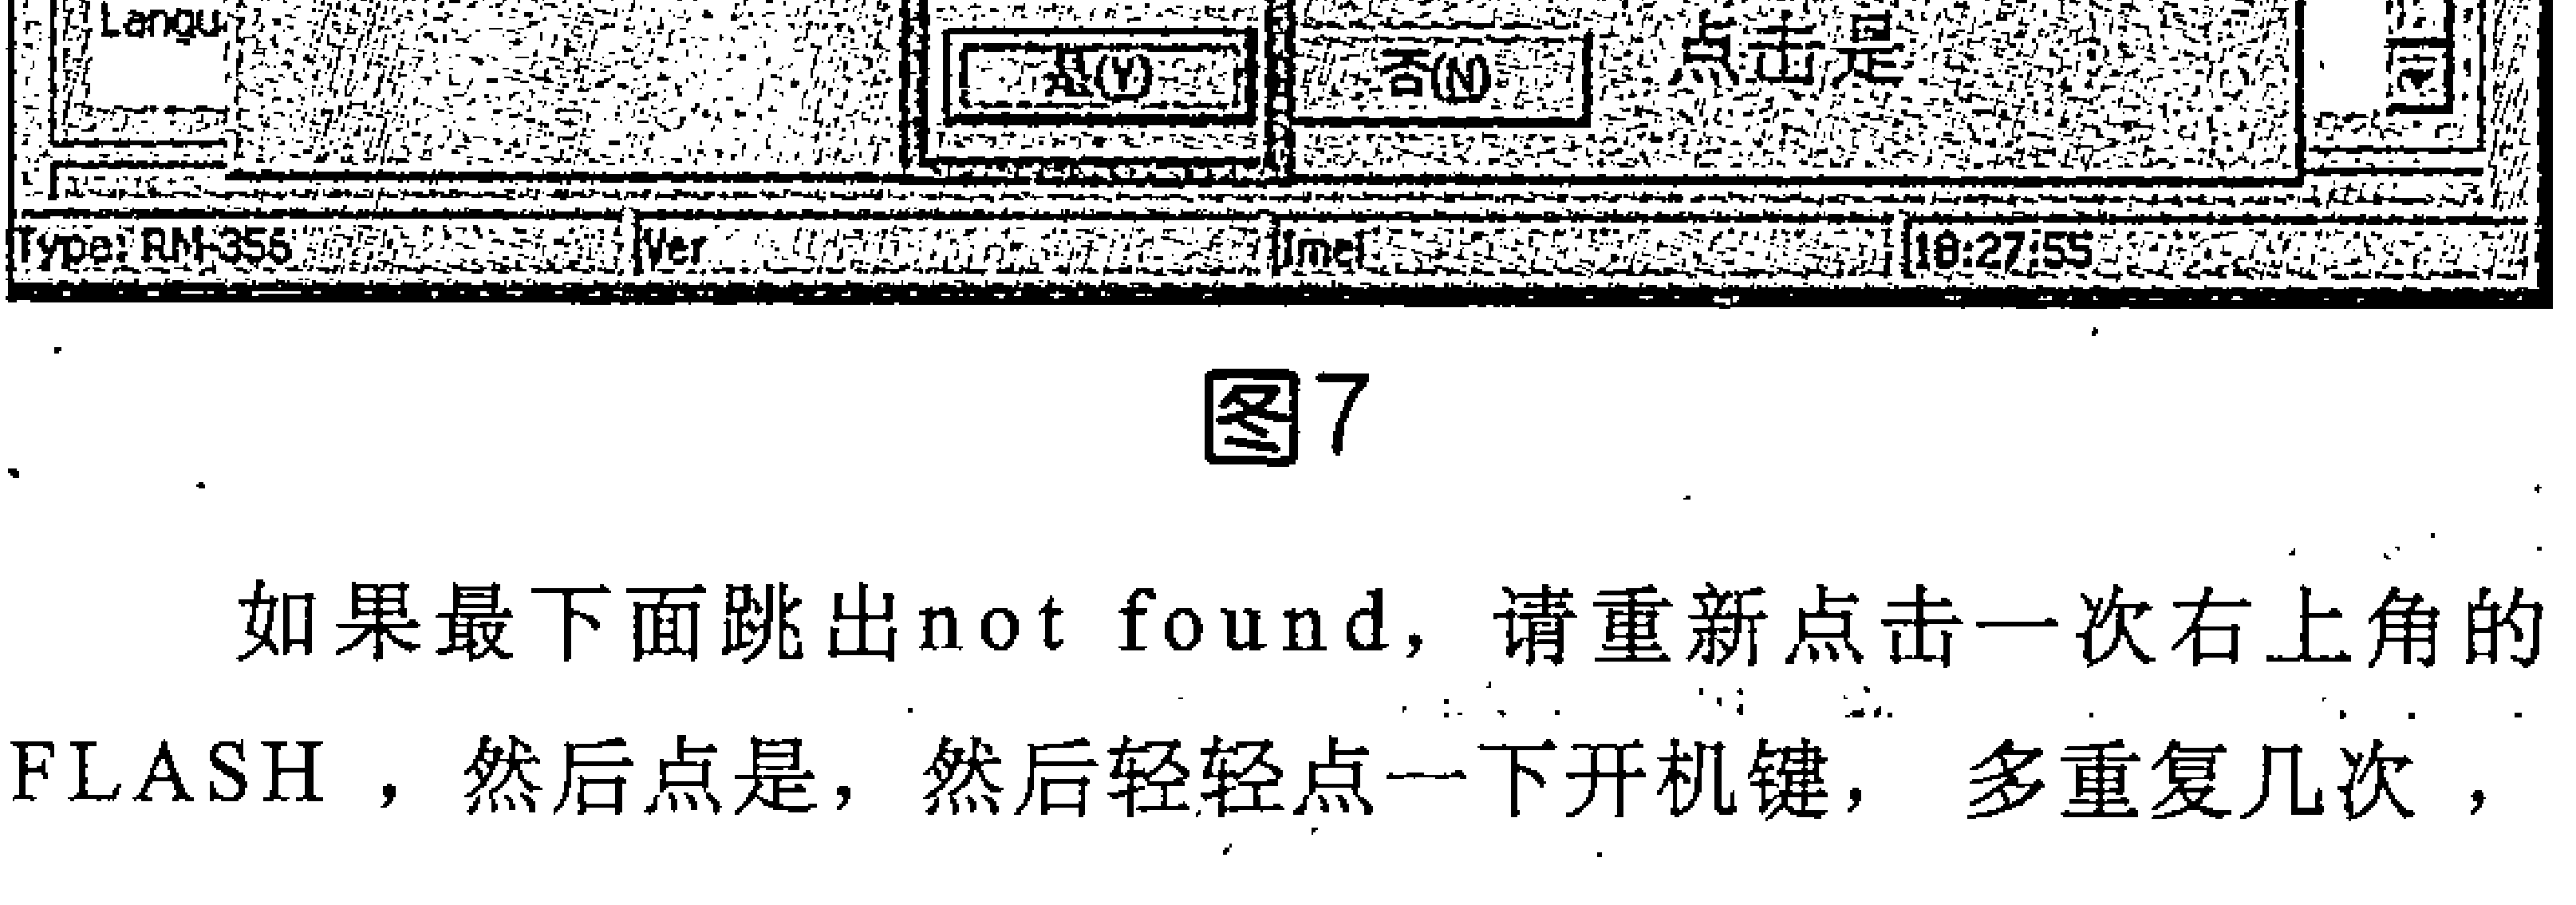 Langu
是(Y) 否(N) 点击是
Type: RM-356 Ver Imei 18:27:55
图7
如果最下面跳出not found，请重新点击一次右上角的
FLASH ，然后点是，然后轻轻点一下开机键， 多重复几次 ，